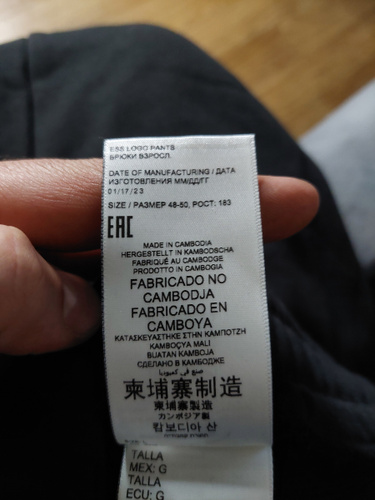 ESS LOGO PANTS
БРЮКИ ВЗРОСЛ.
DATE OF MANUFACTURING / ДАТА
ИЗГОТОВЛЕНИЯ ММ/ДД/ГГ
01/17/23
SIZE / РАЗМЕР 48-50, РОСТ: 183
EAC
MADE IN CAMBODIA
HERGESTELLT IN KAMBODSCHA
FABRIQUÉ AU CAMBODGE
PRODOTTO IN CAMBOGIA
FABRICADO NO
CAMBODJA
FABRICADO EN
CAMBOYA
ΚΑΤΑΣΚΕΥΑΣΤΗΚΕ ΣΤΗΝ ΚΑΜΠΟΤΖΗ
KAMBOÇYA MALI
BUATAN KAMBOJA
СДЕЛАНО В КАМБОДЖЕ
صنع في كمبوديا
柬埔寨制造
柬埔寨製造
カンボジア製
캄보디아 산
TALLA
MEX: G
TALLA
ECU: G